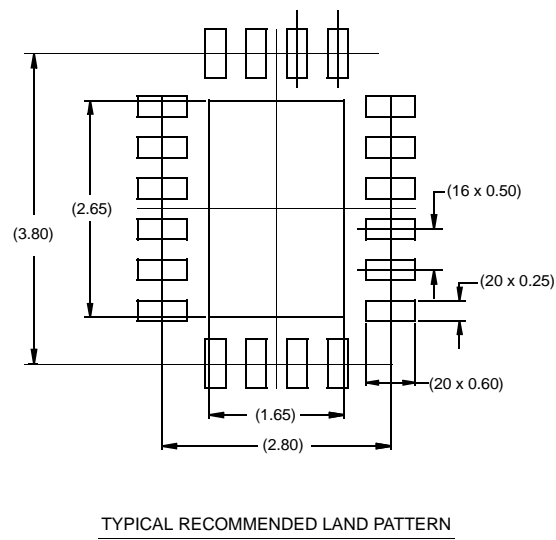 (16 x 0.50)
(2.65)
(3.80)
(20 x 0.25)
(20 x 0.60)
(1.65)
(2.80)
TYPICAL RECOMMENDED LAND PATTERN